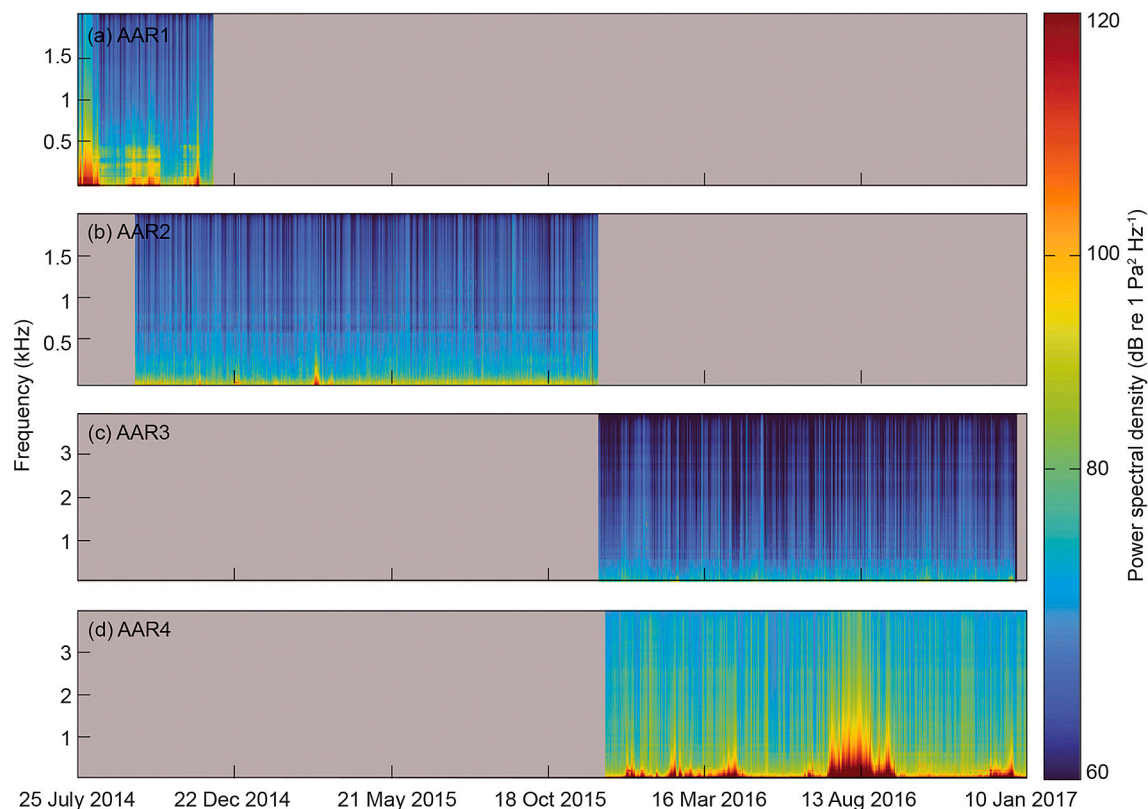 (a) AAR1
1.5
1
0.5
(b) AAR2
1.5
1
0.5
(c) AAR3
3
2
1
(d) AAR4
3
2
1
Frequency (kHz)
25 July 2014 22 Dec 2014 21 May 2015 18 Oct 2015 16 Mar 2016 13 Aug 2016 10 Jan 2017
120
100
80
60
Power spectral density (dB re 1 Pa² Hz⁻¹)